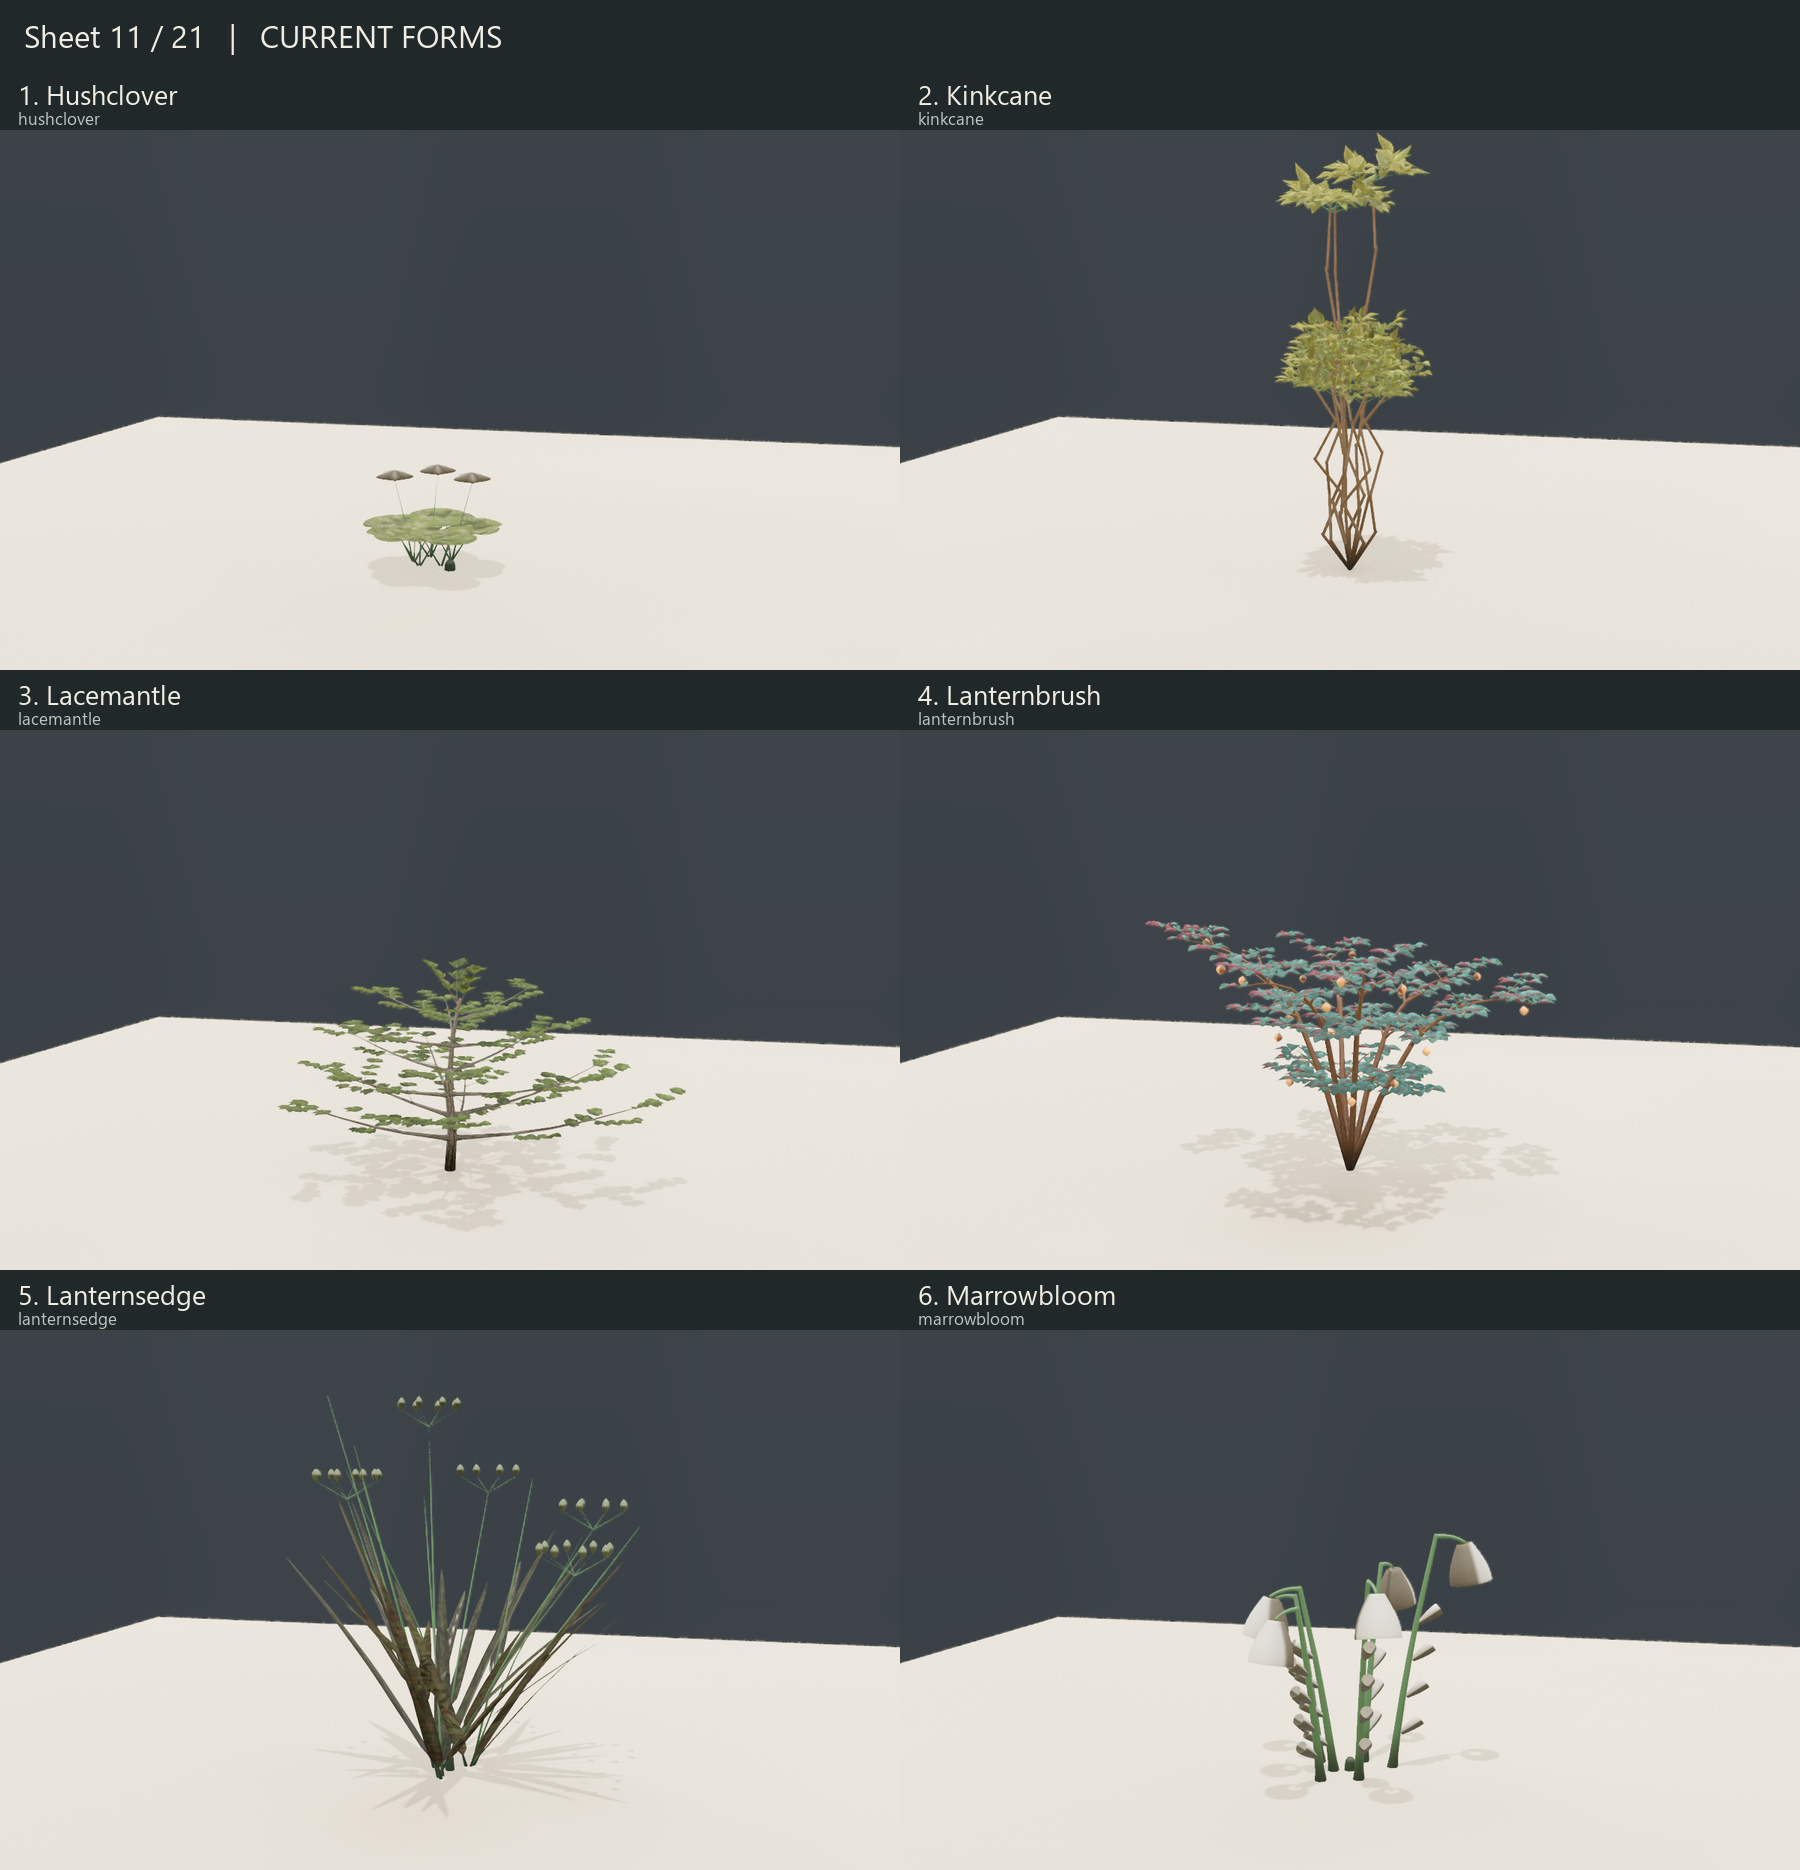 Sheet 11 / 21 | CURRENT FORMS
1. Hushclover
hushclover
2. Kinkcane
kinkcane
3. Lacemantle
lacemantle
4. Lanternbrush
lanternbrush
5. Lanternsedge
lanternsedge
6. Marrowbloom
marrowbloom